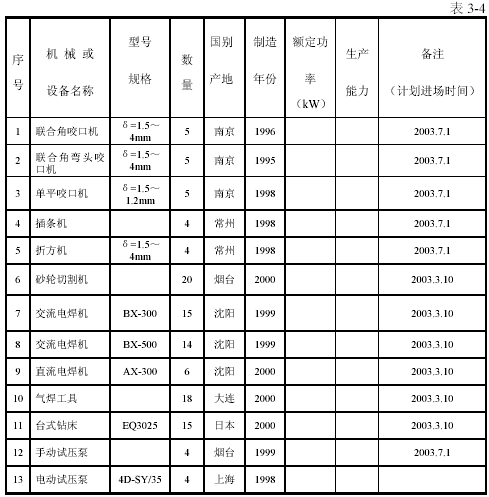 表 3-4
序号 机 械 或 设备名称 型号 规格 数量 国别 产地 制造 年份 额定功率 （kW） 生产 能力 备注 （计划进场时间）
1 联合角咬口机 δ=1.5～4mm 5 南京 1996 2003.7.1
2 联合角弯头咬口机 δ=1.5～4mm 5 南京 1995 2003.7.1
3 单平咬口机 δ=1.5～1.2mm 5 南京 1998 2003.7.1
4 插条机 4 常州 1998 2003.7.1
5 折方机 δ=1.5～4mm 4 常州 1998 2003.7.1
6 砂轮切割机 20 烟台 2000 2003.3.10
7 交流电焊机 BX-300 15 沈阳 1999 2003.3.10
8 交流电焊机 BX-500 14 沈阳 1999 2003.3.10
9 直流电焊机 AX-300 6 沈阳 2000 2003.3.10
10 气焊工具 18 大连 2000 2003.3.10
11 台式钻床 EQ3025 15 日本 2000 2003.3.10
12 手动试压泵 4 烟台 1999 2003.7.1
13 电动试压泵 4D-SY/35 4 上海 1998